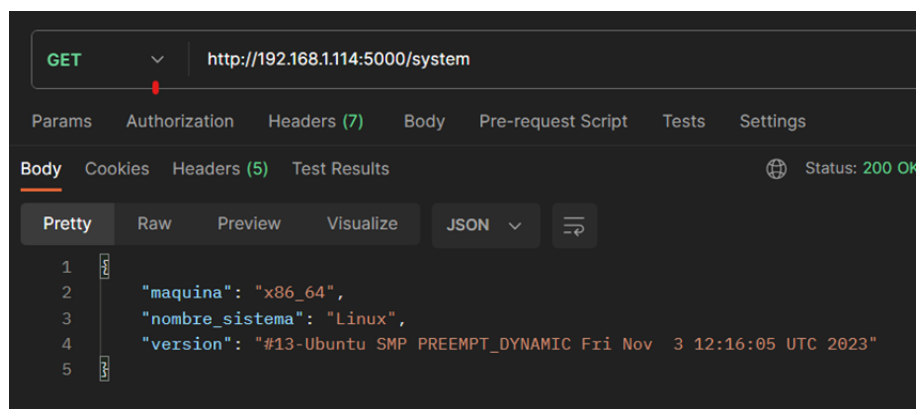 GET http://192.168.1.114:5000/system
Params Authorization Headers (7) Body Pre-request Script Tests Settings
Body Cookies Headers (5) Test Results Status: 200 OK
Pretty Raw Preview Visualize JSON
1 {
2 "maquina": "x86_64",
3 "nombre_sistema": "Linux",
4 "version": "#13-Ubuntu SMP PREEMPT_DYNAMIC Fri Nov  3 12:16:05 UTC 2023"
5 }